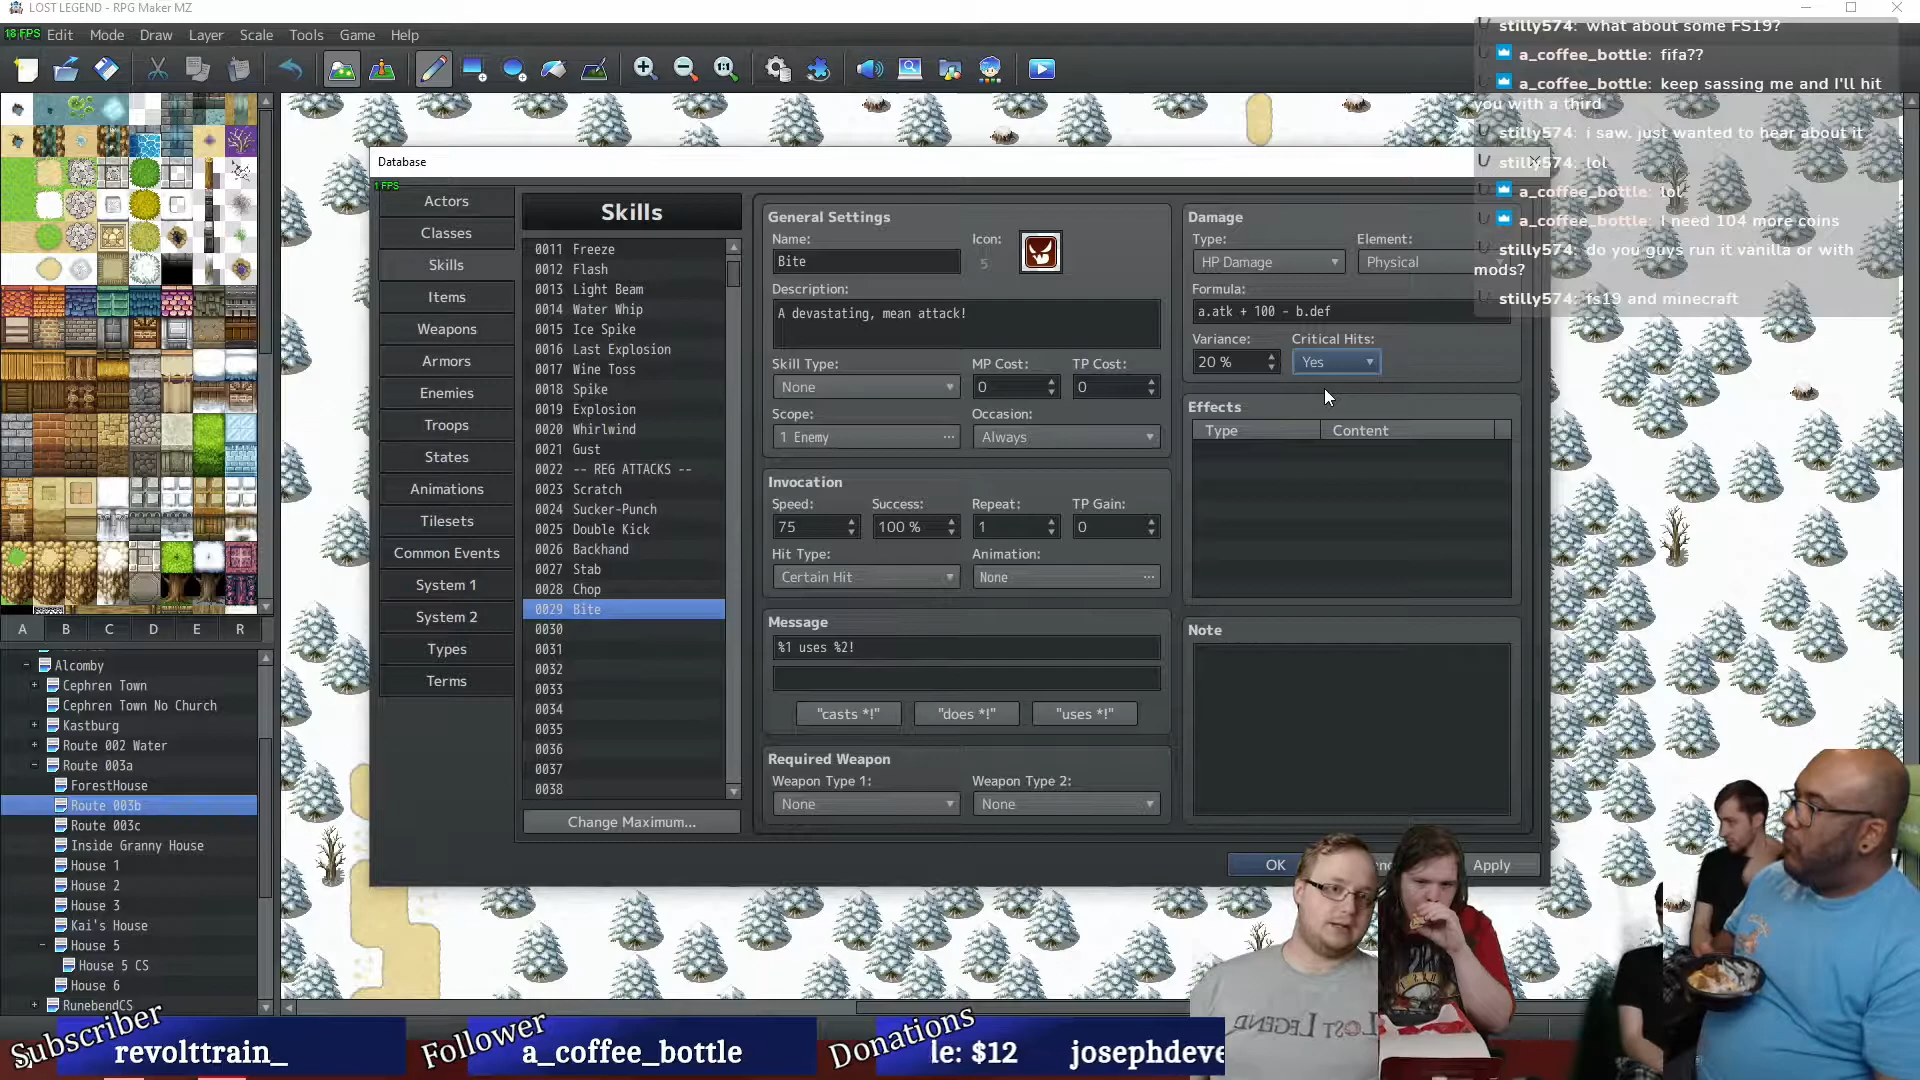 LOST LEGEND - RPG Maker MZ
18 FPS
Edit
Mode
Draw
Layer
Scale
Tools
Game
Help
stilly574: what about some FS19?
a_coffee_bottle: fifa??
a_coffee_bottle: keep sassing me and I'll hit
you with a third
stilly574: i saw. just wanted to hear about it
stilly574: lol
a_coffee_bottle: lol
a_coffee_bottle: I need 104 more coins
stilly574: do you guys run it vanilla or with
mods?
stilly574: fs19 and minecraft
Database
1 FPS
Actors
Classes
Skills
Items
Weapons
Armors
Enemies
Troops
States
Animations
Tilesets
Common Events
System 1
System 2
Types
Terms
Skills
0011 Freeze
0012 Flash
0013 Light Beam
0014 Water Whip
0015 Ice Spike
0016 Last Explosion
0017 Wine Toss
0018 Spike
0019 Explosion
0020 Whirlwind
0021 Gust
0022 -- REG ATTACKS --
0023 Scratch
0024 Sucker-Punch
0025 Double Kick
0026 Backhand
0027 Stab
0028 Chop
0029 Bite
0030
0031
0032
0033
0034
0035
0036
0037
0038
Change Maximum...
General Settings
Name:
Icon:
Bite
5
Description:
A devastating, mean attack!
Skill Type:
MP Cost:
TP Cost:
None
0
0
Scope:
Occasion:
1 Enemy
Always
Invocation
Speed:
Success:
Repeat:
TP Gain:
75
100 %
1
0
Hit Type:
Animation:
Certain Hit
None
Message
%1 uses %2!
"casts *!"
"does *!"
"uses *!"
Required Weapon
Weapon Type 1:
Weapon Type 2:
None
None
Damage
Type:
Element:
HP Damage
Physical
Formula:
a.atk + 100 - b.def
Variance:
Critical Hits:
20 %
Yes
Effects
Type
Content
Note
OK
Apply
A
B
C
D
E
R
Alcomby
Cephren Town
Cephren Town No Church
Kastburg
Route 002 Water
Route 003a
ForestHouse
Route 003b
Route 003c
Inside Granny House
House 1
House 2
House 3
Kai's House
House 5
House 5 CS
House 6
RunebendCS
LOST LEGEND
Subscriber
revolttrain_
Follower
a_coffee_bottle
Donations
le: $12
josephdeve